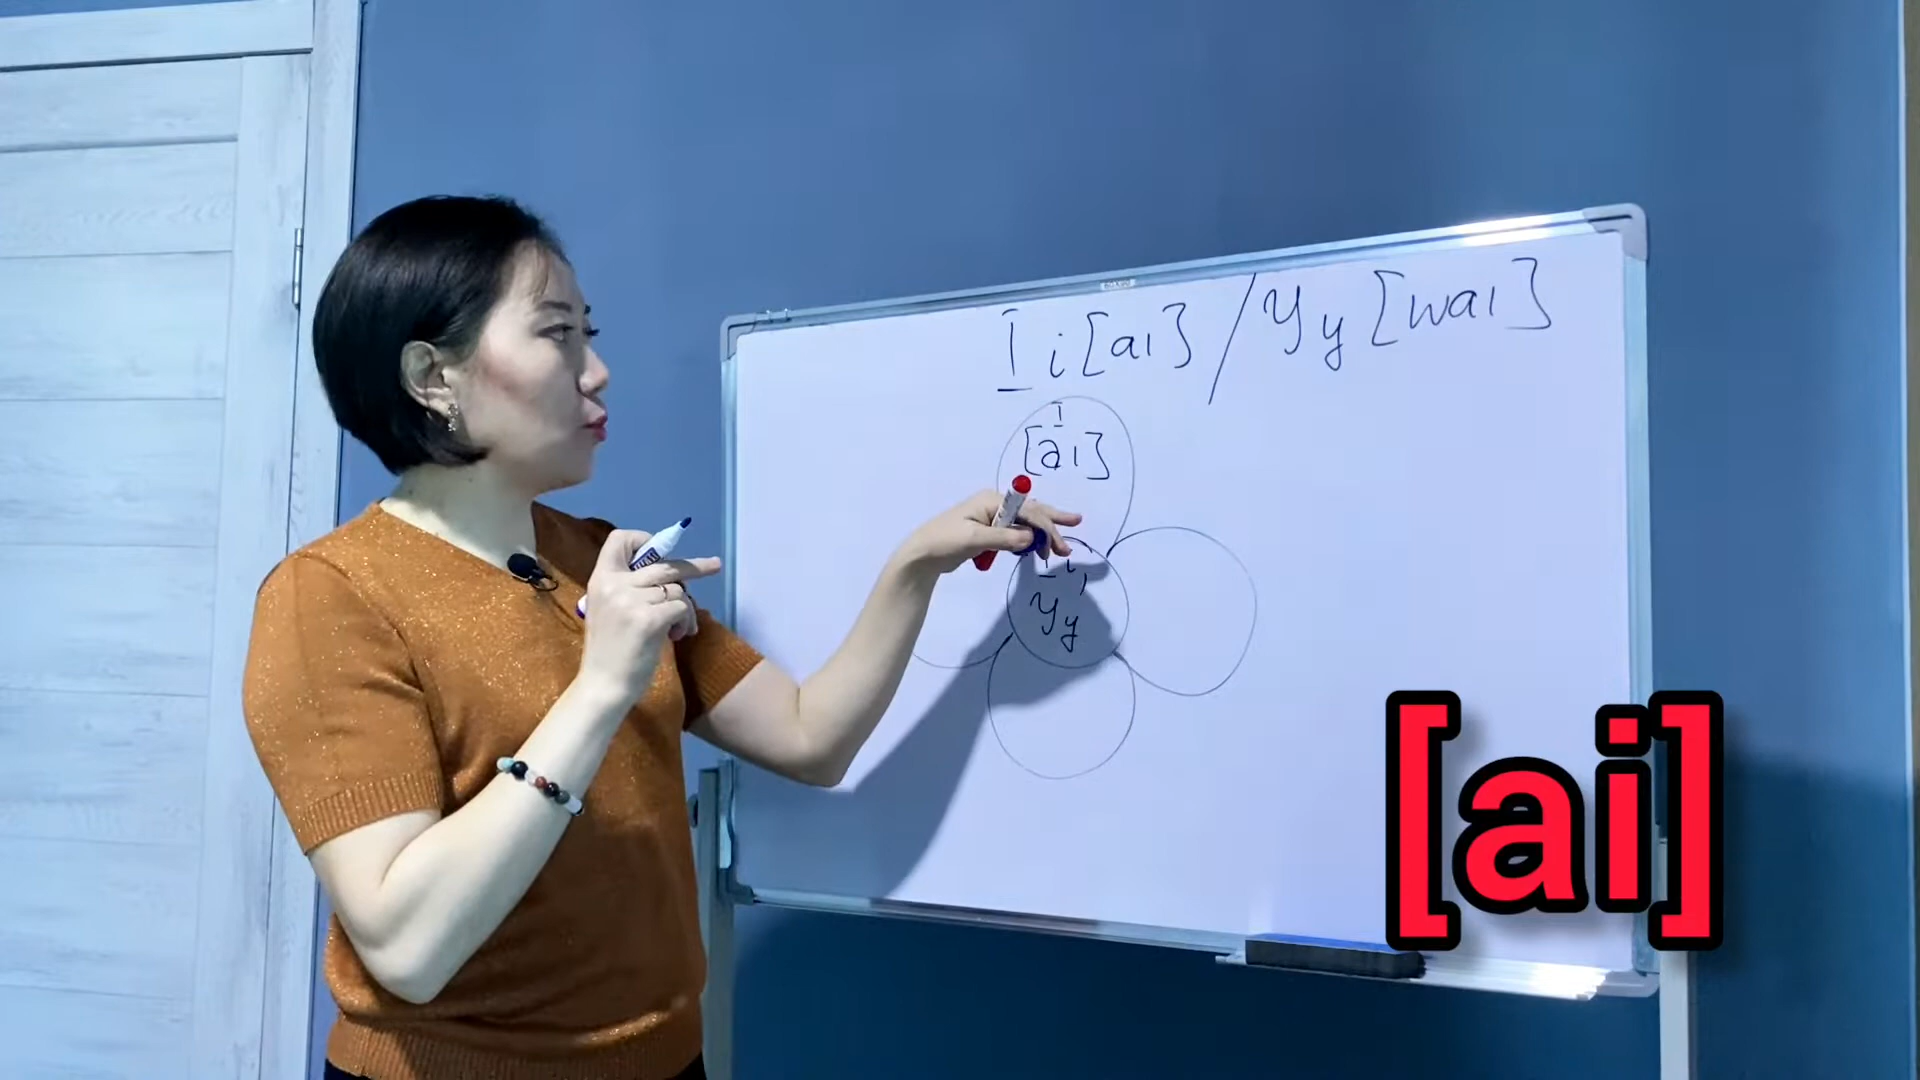 I i [aı] / Y y [waı]
I
[aı]
I i,
Y y
[ai]